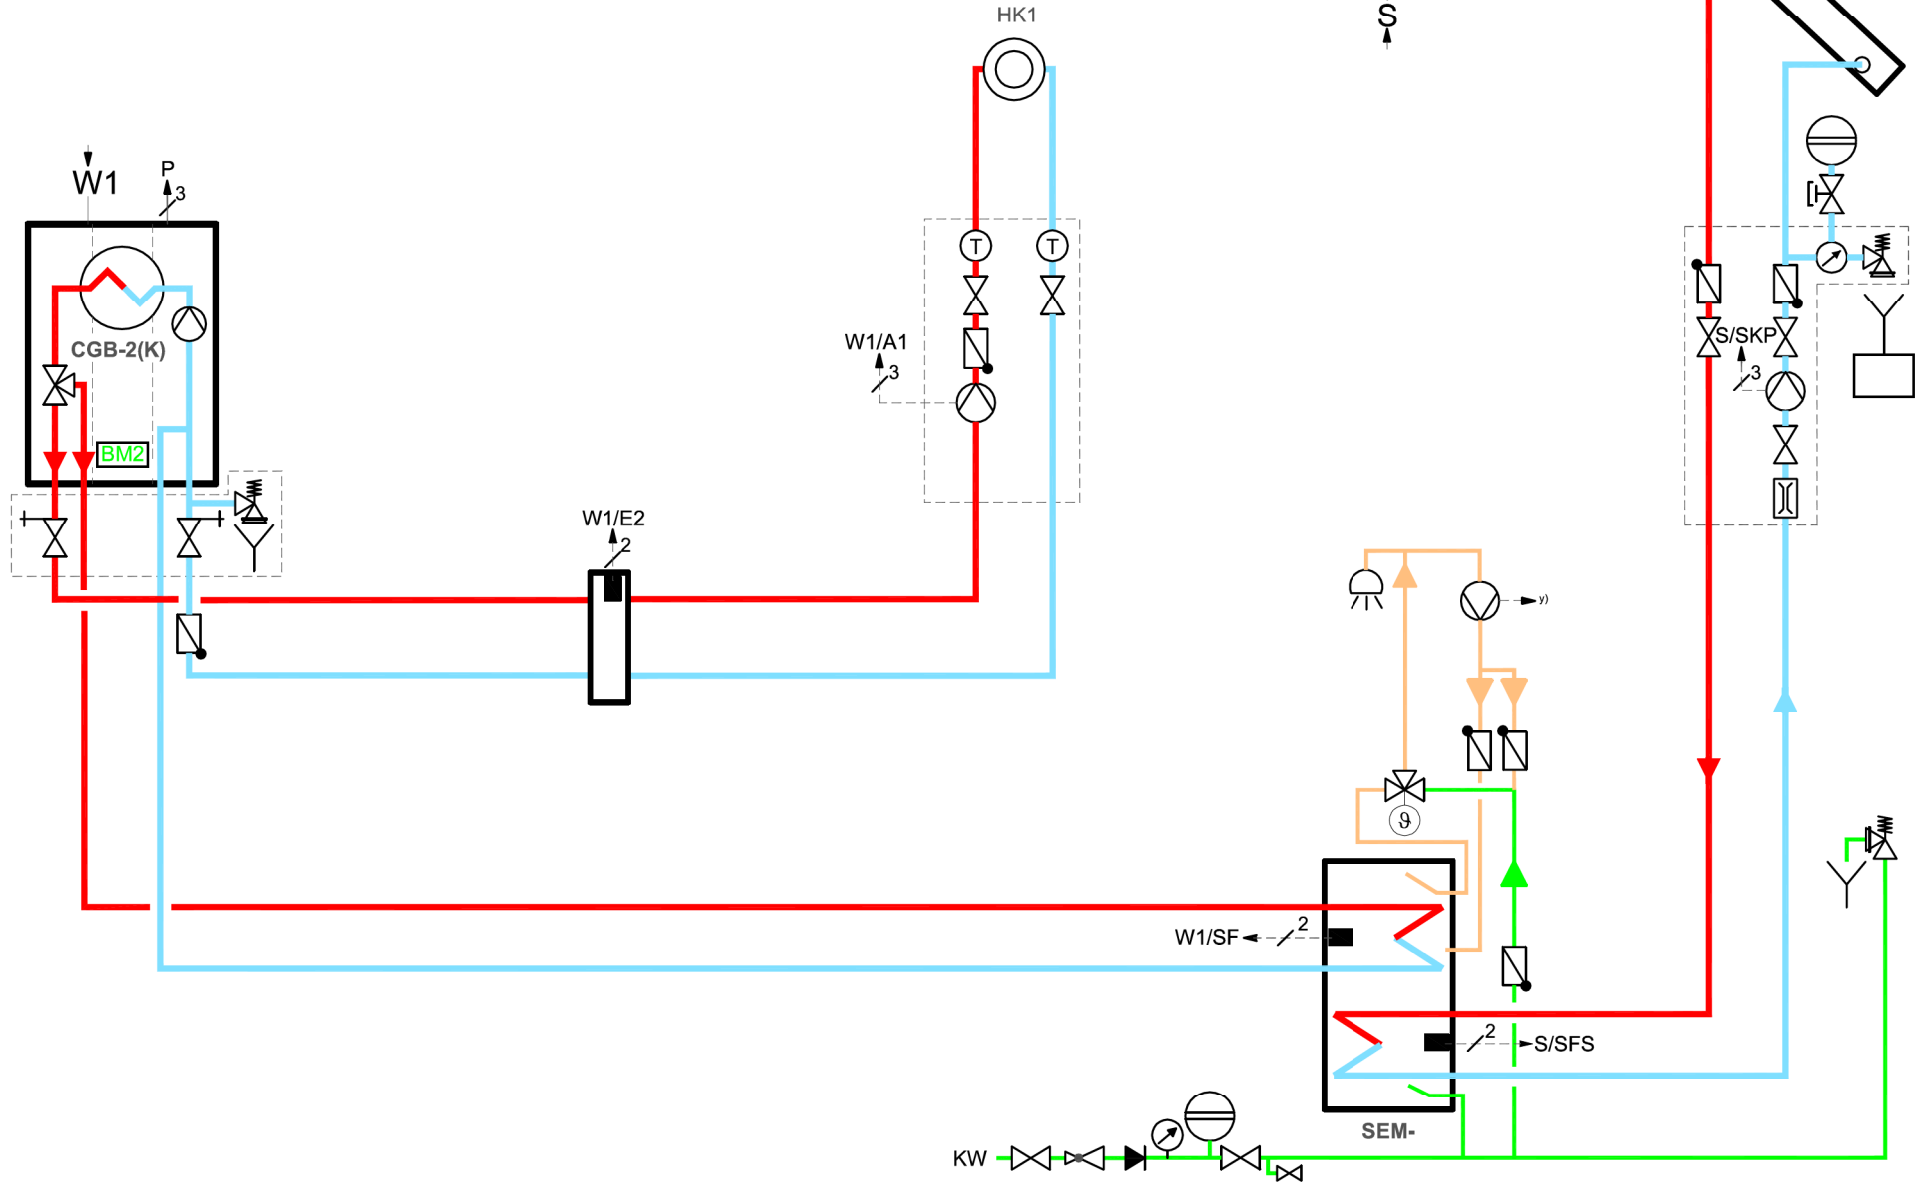 HK1
S
W1
P
3
CGB-2(K)
BM2
T
T
W1/A1
3
S/SKP
3
W1/E2
2
y)
ϑ
W1/SF
2
2
S/SFS
SEM-
KW